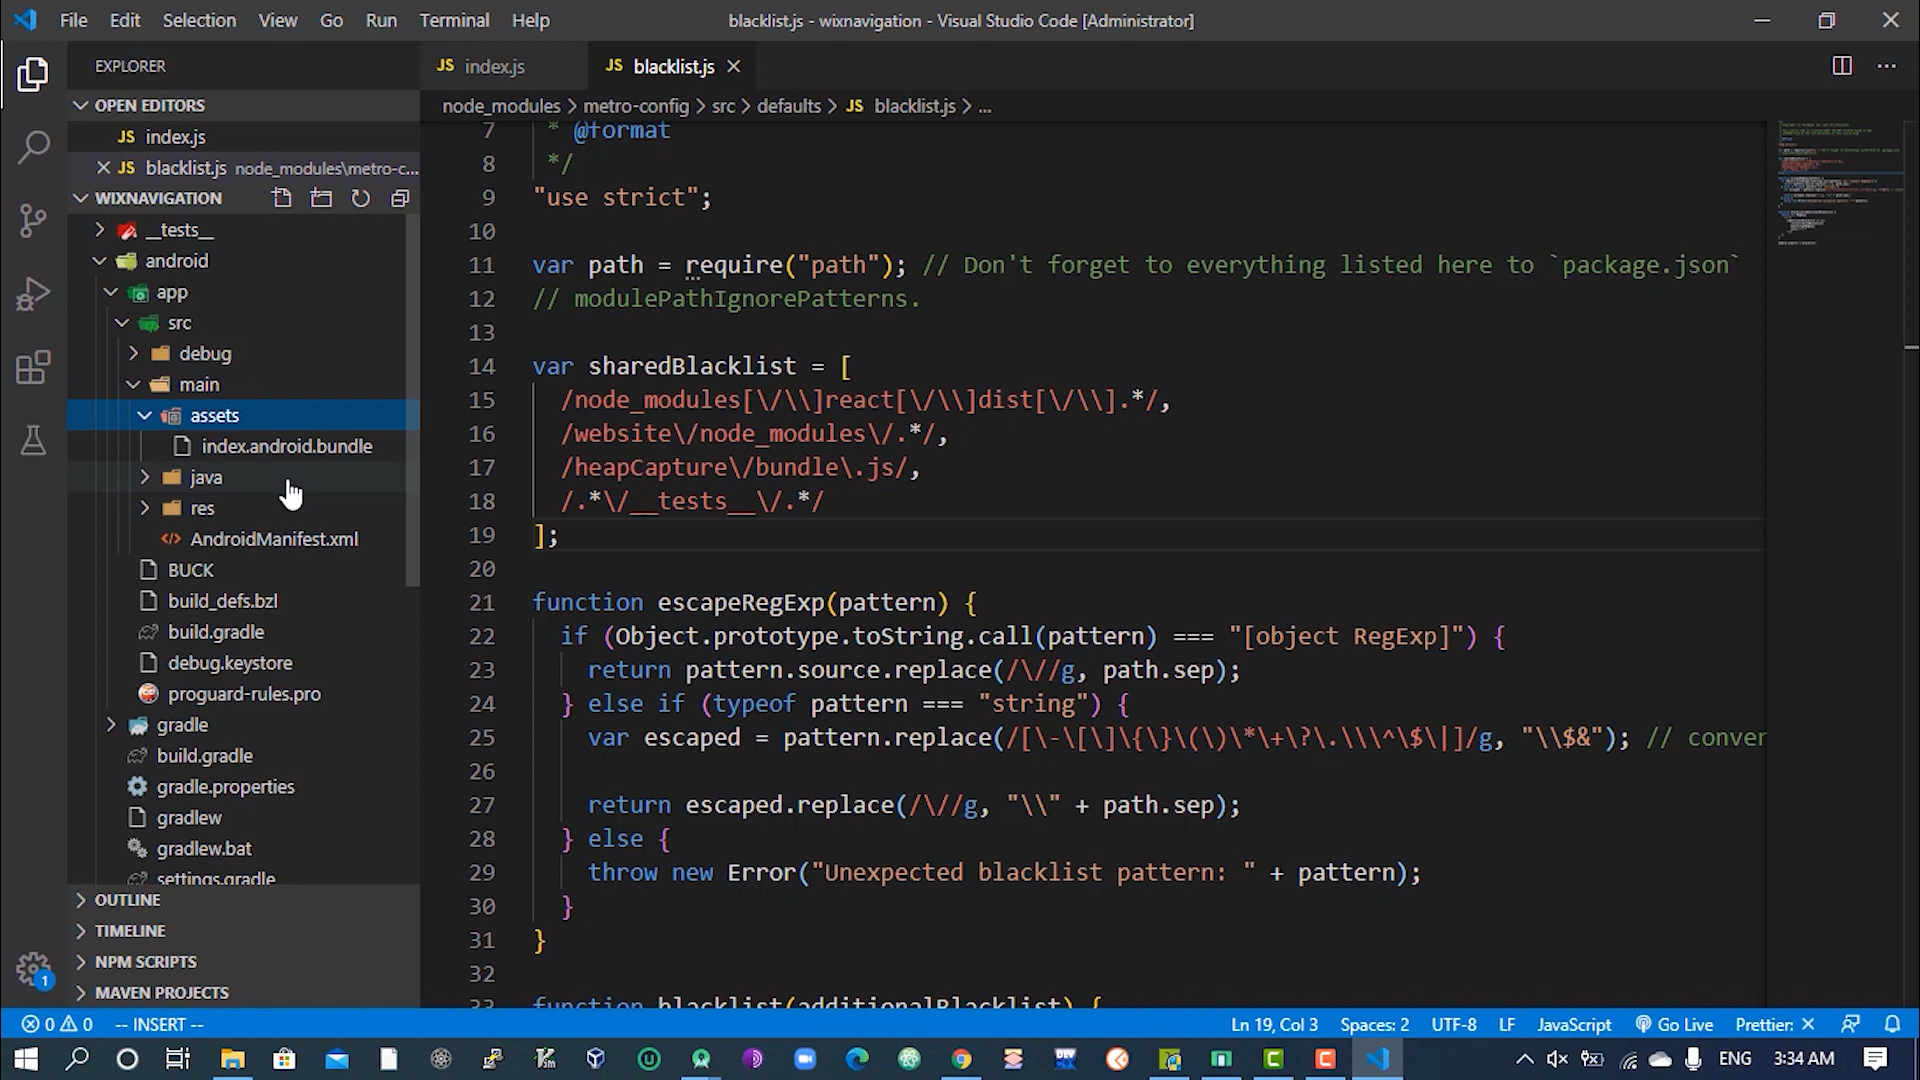 File Edit Selection View Go Run Terminal Help
blacklist.js - wixnavigation - Visual Studio Code [Administrator]
EXPLORER
OPEN EDITORS
JS index.js
JS blacklist.js node_modules\metro-c...
WIXNAVIGATION
__tests__
android
app
src
debug
main
assets
index.android.bundle
java
res
AndroidManifest.xml
BUCK
build_defs.bzl
build.gradle
debug.keystore
proguard-rules.pro
gradle
build.gradle
gradle.properties
gradlew
gradlew.bat
settings.gradle
OUTLINE
TIMELINE
NPM SCRIPTS
MAVEN PROJECTS
JS index.js JS blacklist.js
node_modules > metro-config > src > defaults > JS blacklist.js > ...
7 * @format
8 */
9 "use strict";
10
11 var path = require("path"); // Don't forget to everything listed here to `package.json`
12 // modulePathIgnorePatterns.
13
14 var sharedBlacklist = [
15 /node_modules[\/\\]react[\/\\]dist[\/\\].*/,
16 /website\/node_modules\/.*/,
17 /heapCapture\/bundle\.js/,
18 /.*\/__tests__\/.*/
19 ];
20
21 function escapeRegExp(pattern) {
22 if (Object.prototype.toString.call(pattern) === "[object RegExp]") {
23 return pattern.source.replace(/\//g, path.sep);
24 } else if (typeof pattern === "string") {
25 var escaped = pattern.replace(/[\-\[\]\{\}\(\)\*\+\?\.\\\^\$\|]/g, "\\$&"); // conver
26
27 return escaped.replace(/\//g, "\\" + path.sep);
28 } else {
29 throw new Error("Unexpected blacklist pattern: " + pattern);
30 }
31 }
32
33 function blacklist(additionalBlacklist) {
1
0 0 -- INSERT -- Ln 19, Col 3 Spaces: 2 UTF-8 LF JavaScript Go Live Prettier: ×
ENG 3:34 AM